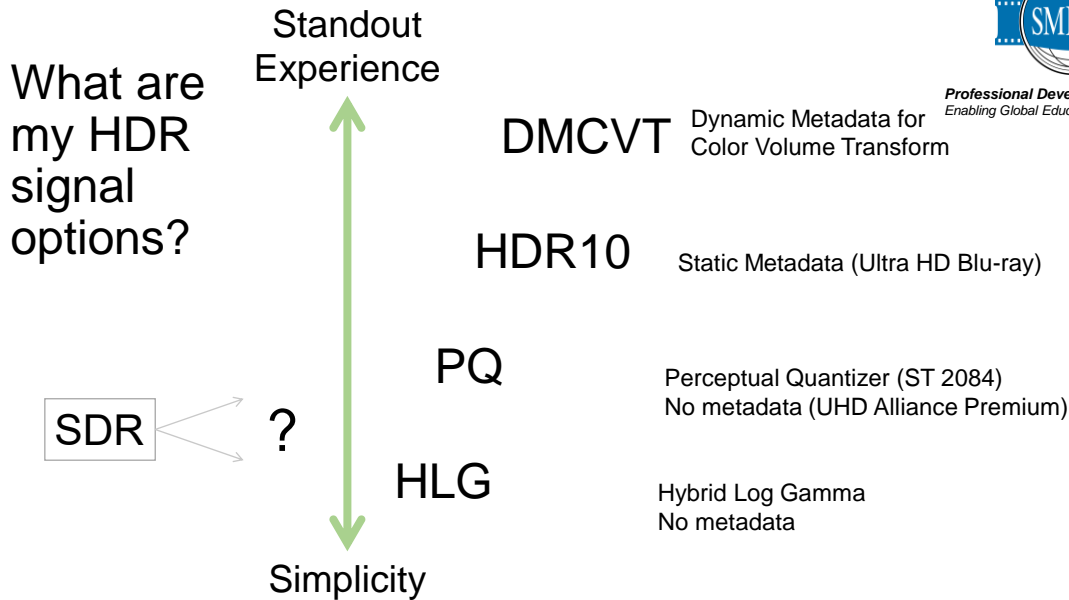 What are
my HDR
signal
options?
Standout
Experience
DMCVT
Dynamic Metadata for
Color Volume Transform
HDR10
Static Metadata (Ultra HD Blu-ray)
PQ
Perceptual Quantizer (ST 2084)
No metadata (UHD Alliance Premium)
SDR
?
HLG
Hybrid Log Gamma
No metadata
Simplicity
Professional
Enabling Global